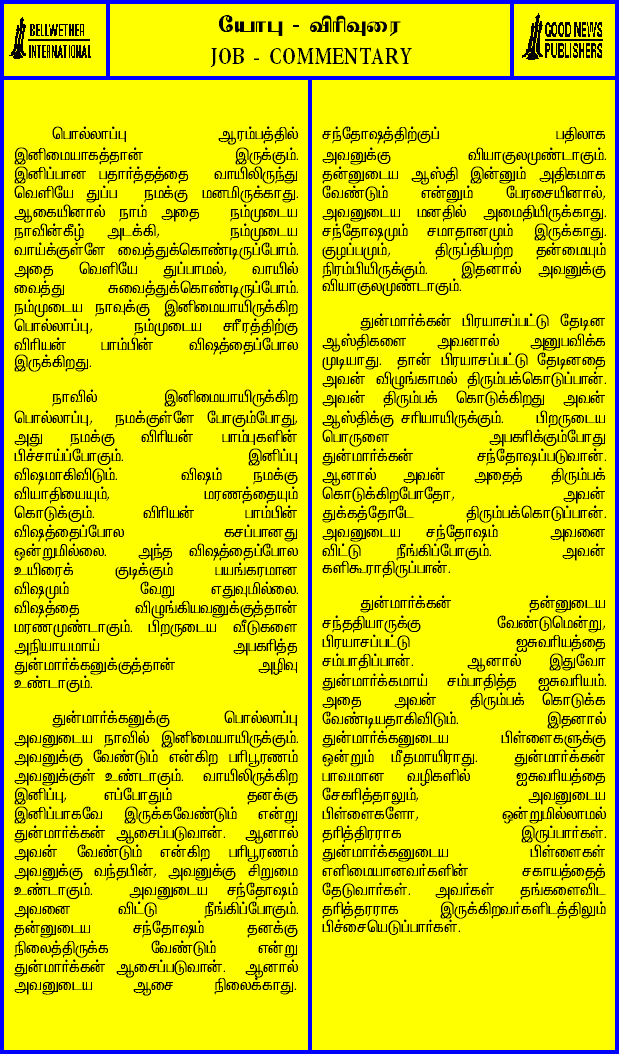 BELLWETHER
INTERNATIONAL
யோபு - விரிவுரை
JOB - COMMENTARY
GOOD NEWS
PUBLISHERS
பொல்லாப்பு ஆரம்பத்தில்
இனிமையாகத்தான் இருக்கும்.
இனிப்பான பதார்த்தத்தை வாயிலிருந்து
வெளியே துப்ப நமக்கு மனமிருக்காது.
ஆகையினால் நாம் அதை நம்முடைய
நாவின்கீழ் அடக்கி, நம்முடைய
வாய்க்குள்ளே வைத்துக்கொண்டிருப்போம்.
அதை வெளியே துப்பாமல், வாயில்
வைத்து சுவைத்துக்கொண்டிருப்போம்.
நம்முடைய நாவுக்கு இனிமையாயிருக்கிற
பொல்லாப்பு, நம்முடைய சரீரத்திற்கு
விரியன் பாம்பின் விஷத்தைப்போல
இருக்கிறது.
நாவில் இனிமையாயிருக்கிற
பொல்லாப்பு, நமக்குள்ளே போகும்போது,
அது நமக்கு விரியன் பாம்புகளின்
பிச்சாய்ப்போகும். இனிப்பு
விஷமாகிவிடும். விஷம் நமக்கு
வியாதியையும், மரணத்தையும்
கொடுக்கும். விரியன் பாம்பின்
விஷத்தைப்போல கசப்பானது
ஒன்றுமில்லை. அந்த விஷத்தைப்போல
உயிரைக் குடிக்கும் பயங்கரமான
விஷமும் வேறு எதுவுமில்லை.
விஷத்தை விழுங்கியவனுக்குத்தான்
மரணமுண்டாகும். பிறருடைய வீடுகளை
அநியாயமாய் அபகரித்த
துன்மார்க்கனுக்குத்தான் அழிவு
உண்டாகும்.
துன்மார்க்கனுக்கு பொல்லாப்பு
அவனுடைய நாவில் இனிமையாயிருக்கும்.
அவனுக்கு வேண்டும் என்கிற பரிபூரணம்
அவனுக்குள் உண்டாகும். வாயிலிருக்கிற
இனிப்பு, எப்போதும் தனக்கு
இனிப்பாகவே இருக்கவேண்டும் என்று
துன்மார்க்கன் ஆசைப்படுவான். ஆனால்
அவன் வேண்டும் என்கிற பரிபூரணம்
அவனுக்கு வந்தபின், அவனுக்கு சிறுமை
உண்டாகும். அவனுடைய சந்தோஷம்
அவனை விட்டு நீங்கிப்போகும்.
தன்னுடைய சந்தோஷம் தனக்கு
நிலைத்திருக்க வேண்டும் என்று
துன்மார்க்கன் ஆசைப்படுவான். ஆனால்
அவனுடைய ஆசை நிலைக்காது.
சந்தோஷத்திற்குப் பதிலாக
அவனுக்கு வியாகுலமுண்டாகும்.
தன்னுடைய ஆஸ்தி இன்னும் அதிகமாக
வேண்டும் என்னும் பேராசையினால்,
அவனுடைய மனதில் அமைதியிருக்காது.
சந்தோஷமும் சமாதானமும் இருக்காது.
குழப்பமும், திருப்தியற்ற தன்மையும்
நிரம்பியிருக்கும். இதனால் அவனுக்கு
வியாகுலமுண்டாகும்.
துன்மார்க்கன் பிரயாசப்பட்டு தேடின
ஆஸ்திகளை அவனால் அனுபவிக்க
முடியாது. தான் பிரயாசப்பட்டு தேடினதை
அவன் விழுங்காமல் திரும்பக்கொடுப்பான்.
அவன் திரும்பக் கொடுக்கிறது அவன்
ஆஸ்திக்கு சரியாயிருக்கும். பிறருடைய
பொருளை அபகரிக்கும்போது
துன்மார்க்கன் சந்தோஷப்படுவான்.
ஆனால் அவன் அதைத் திரும்பக்
கொடுக்கிறபோதோ, அவன்
துக்கத்தோடே திரும்பக்கொடுப்பான்.
அவனுடைய சந்தோஷம் அவனை
விட்டு நீங்கிப்போகும். அவன்
களிகூராதிருப்பான்.
துன்மார்க்கன் தன்னுடைய
சந்ததியாருக்கு வேண்டுமென்று,
பிரயாசப்பட்டு ஐசுவரியத்தை
சம்பாதிப்பான். ஆனால் இதுவோ
துன்மார்க்கமாய் சம்பாதித்த ஐசுவரியம்.
அதை அவன் திரும்பக் கொடுக்க
வேண்டியதாகிவிடும். இதனால்
துன்மார்க்கனுடைய பிள்ளைகளுக்கு
ஒன்றும் மீதமாயிராது. துன்மார்க்கன்
பாவமான வழிகளில் ஐசுவரியத்தை
சேகரித்தாலும், அவனுடைய
பிள்ளைகளோ, ஒன்றுமில்லாமல்
தரித்திரராக இருப்பார்கள்.
துன்மார்க்கனுடைய பிள்ளைகள்
எளிமையானவர்களின் சகாயத்தைத்
தேடுவார்கள். அவர்கள் தங்களைவிட
தரித்தரராக இருக்கிறவர்களிடத்திலும்
பிச்சையெடுப்பார்கள்.